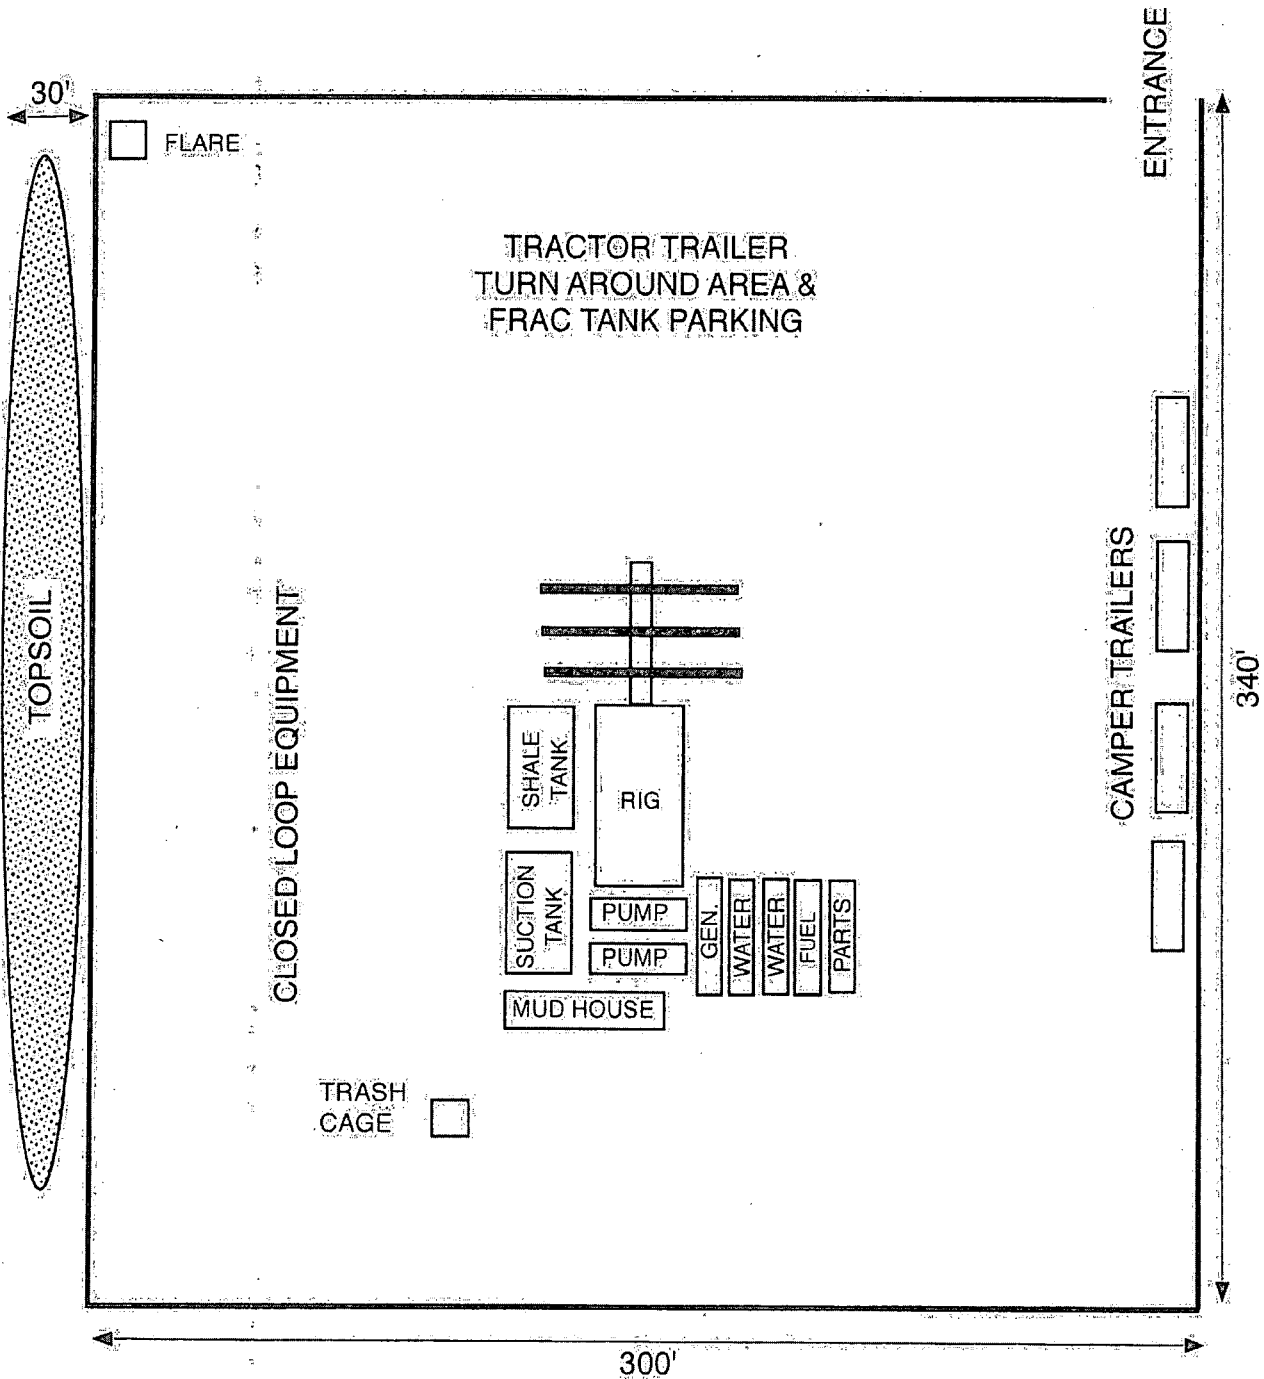 ENTRANCE
30'
FLARE
TRACTOR TRAILER
TURN AROUND AREA &
FRAC TANK PARKING
TOPSOIL
CLOSED LOOP EQUIPMENT
CAMPER TRAILERS
340'
SHALE
TANK
RIG
SUCTION
TANK
PUMP
PUMP
GEN.
WATER
WATER
FUEL
PARTS
MUD HOUSE
TRASH
CAGE
300'